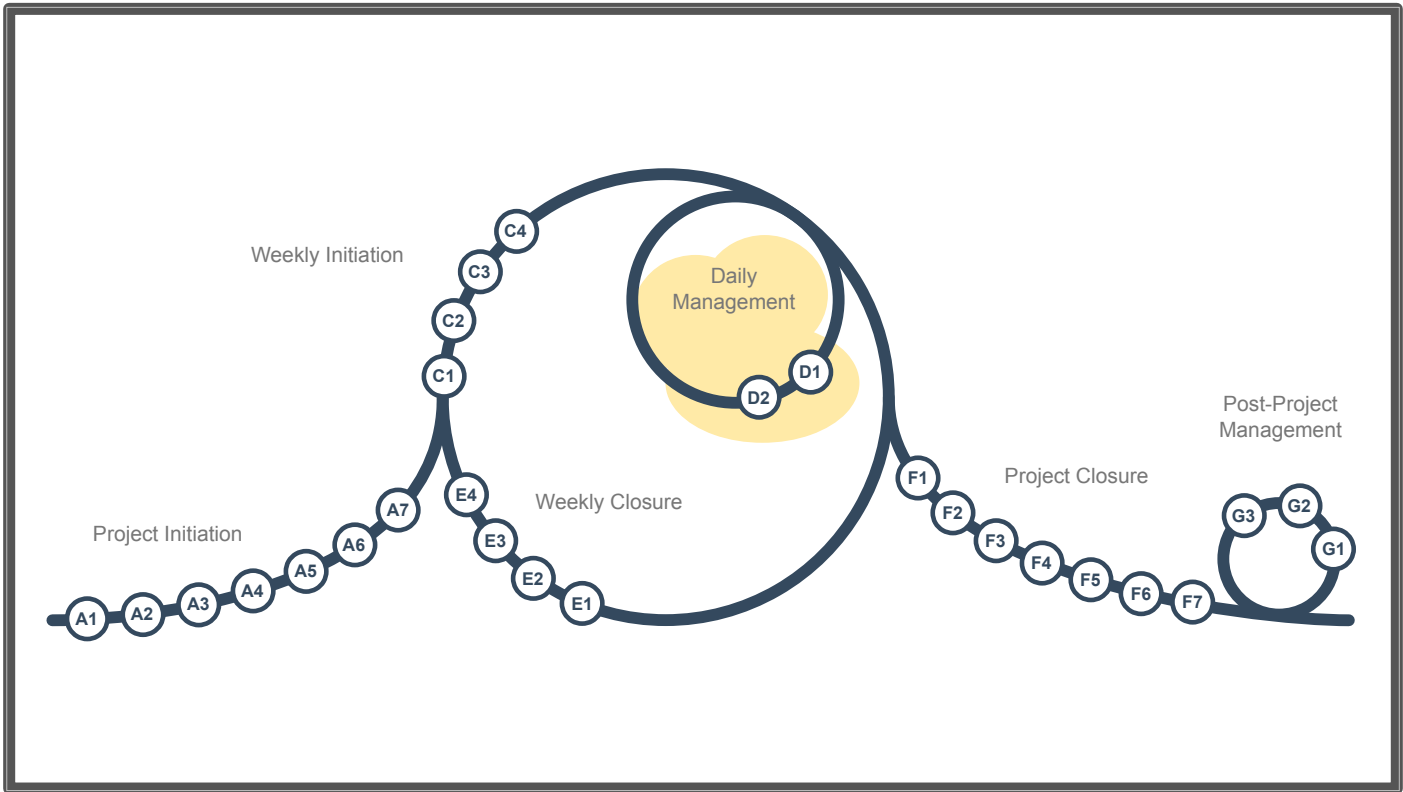 Project Initiation
A1
A2
A3
A4
A5
A6
A7
Weekly Initiation
C1
C2
C3
C4
Daily
Management
D1
D2
Weekly Closure
E1
E2
E3
E4
Project Closure
F1
F2
F3
F4
F5
F6
F7
Post-Project
Management
G1
G2
G3